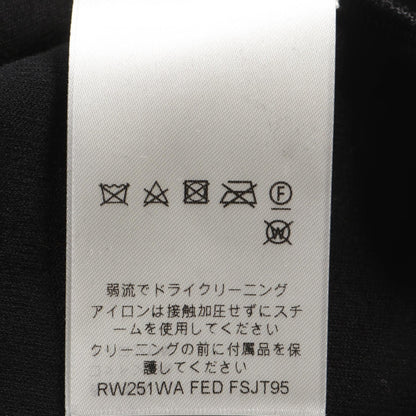 F
W
弱流でドライクリーニング
アイロンは接触加圧せずにスチ
ームを使用してください
クリーニングの前に付属品を保
護してください
RW251WA FED FSJT95